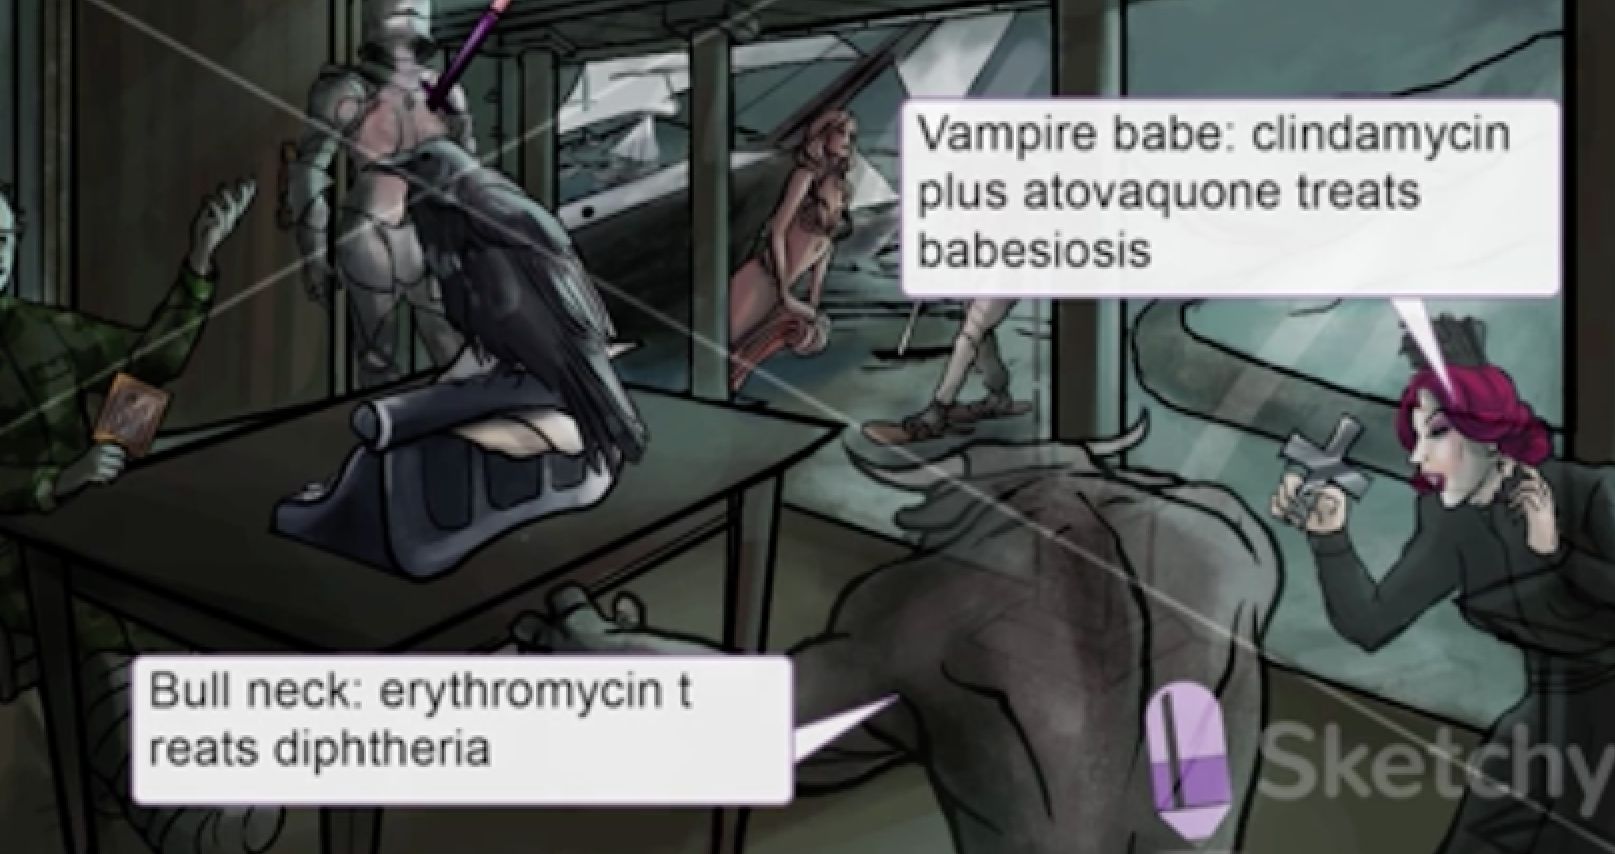 Vampire babe: clindamycin
plus atovaquone treats
babesiosis
Bull neck: erythromycin t
reats diphtheria
Sketchy